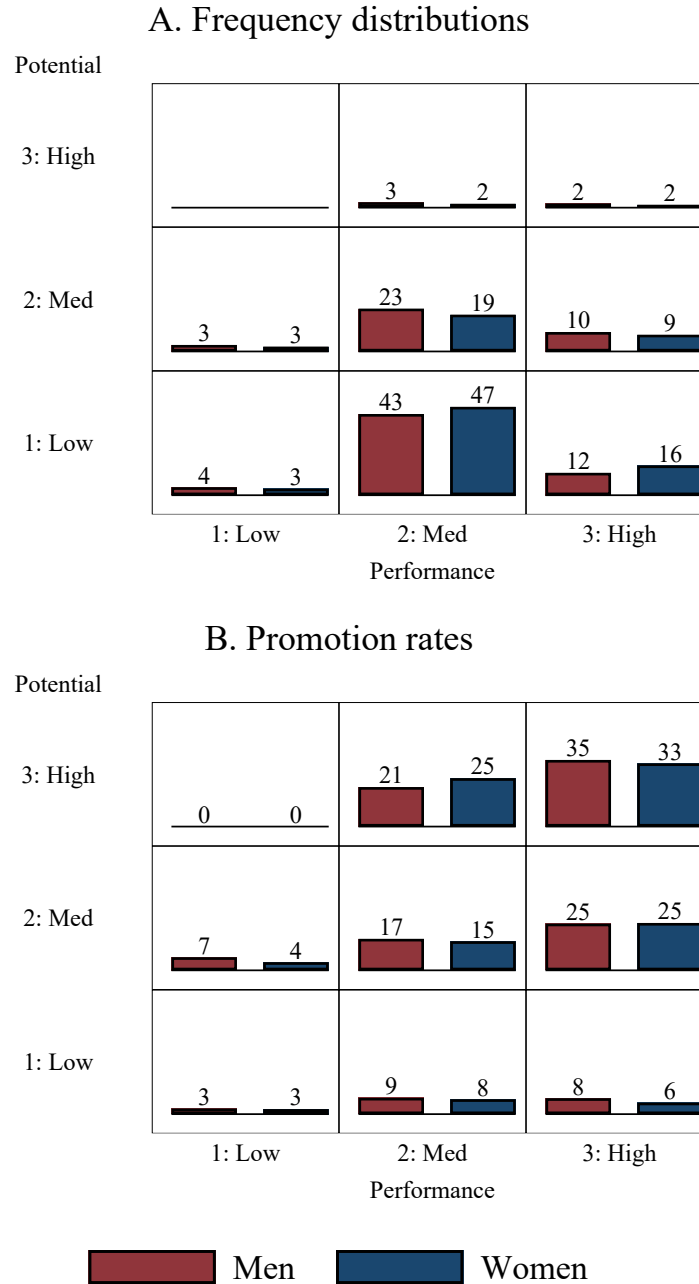 A. Frequency distributions
Potential
3: High
3 2 2 2
2: Med
3 3 23 19 10 9
1: Low
4 3 43 47 12 16
1: Low 2: Med 3: High
Performance
B. Promotion rates
Potential
3: High
0 0 21 25 35 33
2: Med
7 4 17 15 25 25
1: Low
3 3 9 8 8 6
1: Low 2: Med 3: High
Performance
Men Women